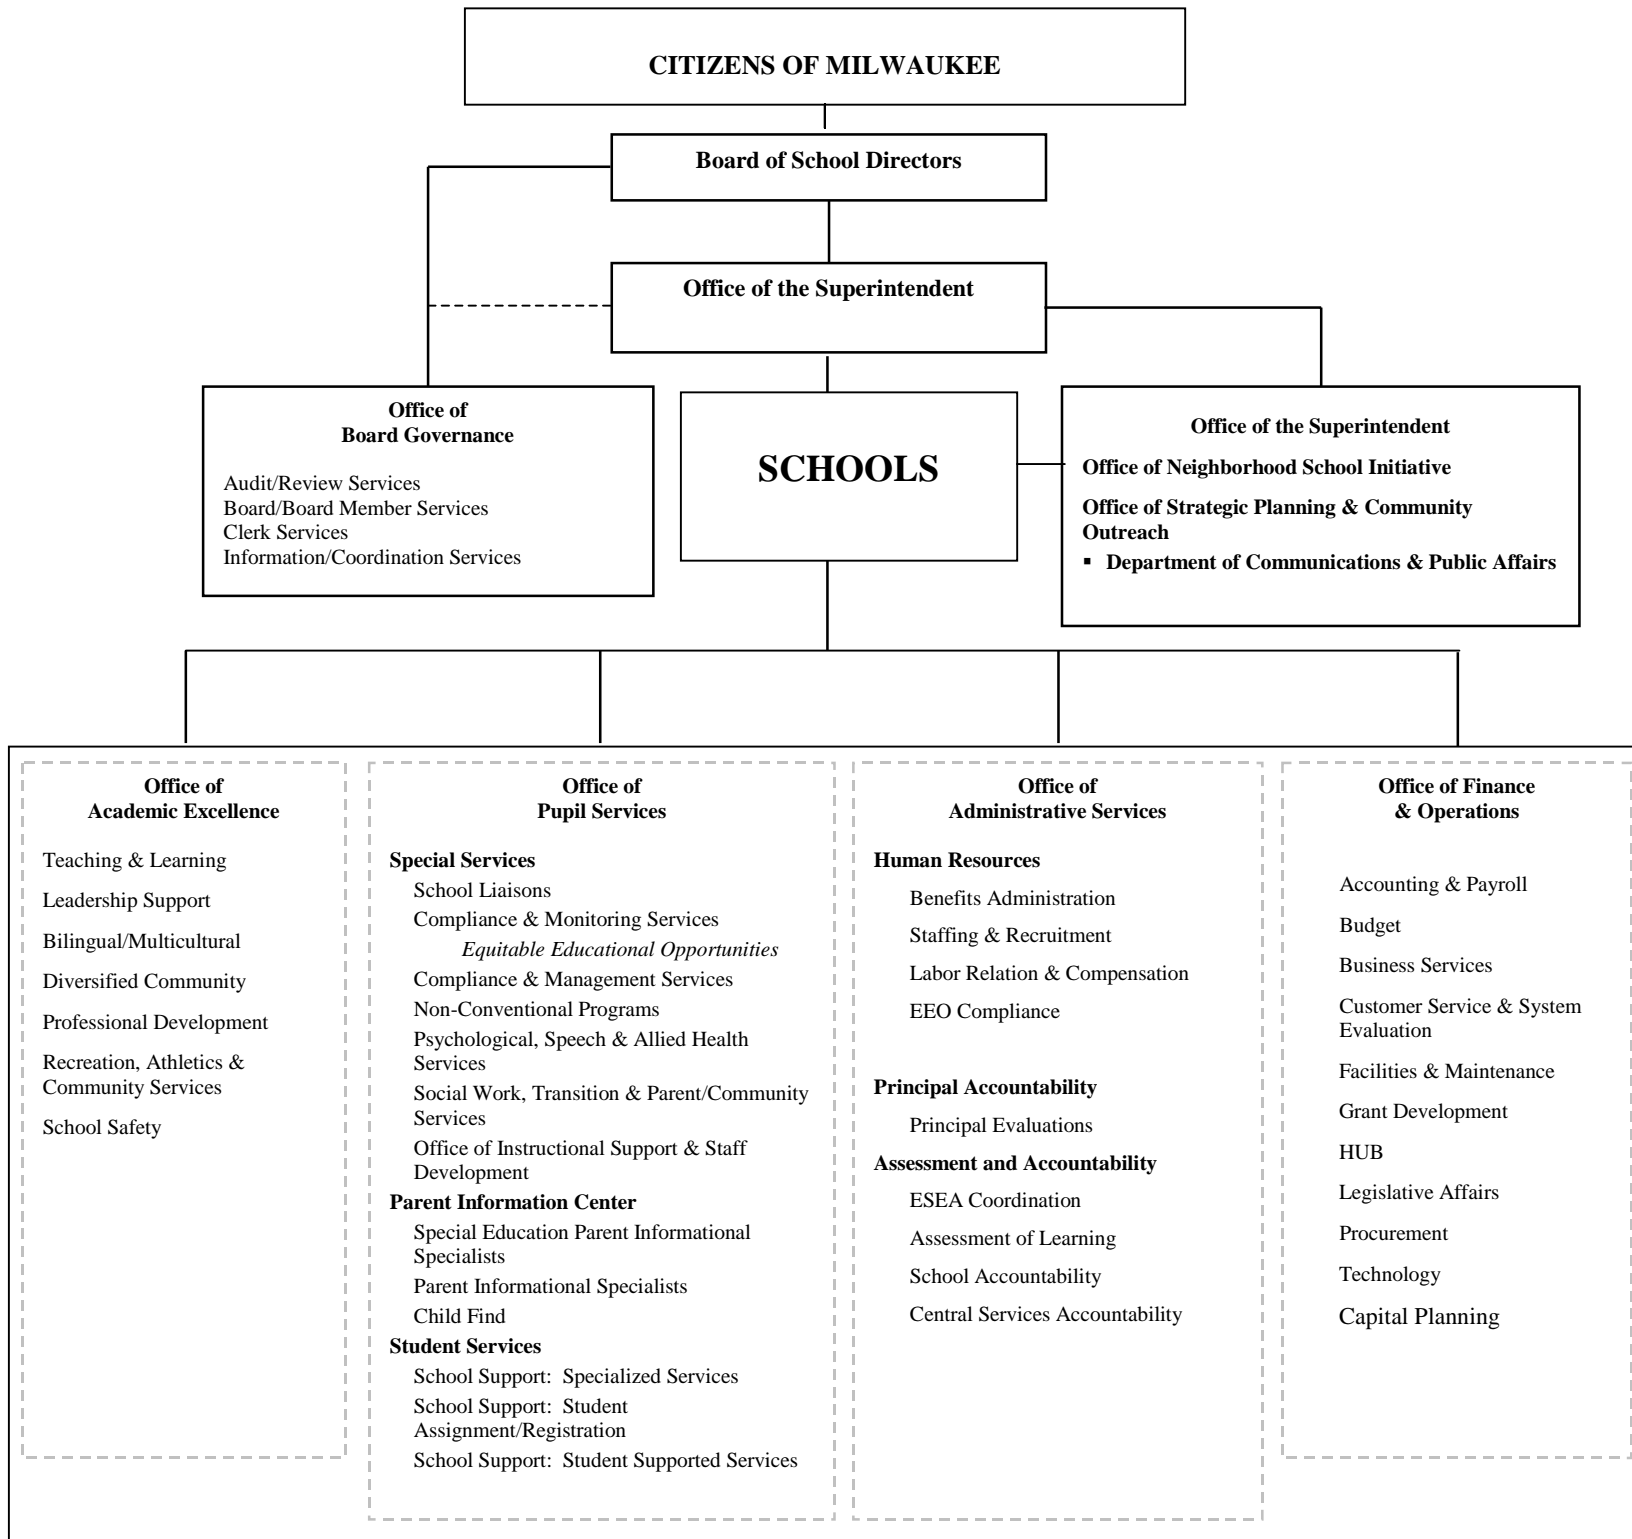 CITIZENS OF MILWAUKEE
Board of School Directors
Office of the Superintendent
Office of
Board Governance
Audit/Review Services
Board/Board Member Services
Clerk Services
Information/Coordination Services
SCHOOLS
Office of the Superintendent
Office of Neighborhood School Initiative
Office of Strategic Planning & Community
Outreach
▪ Department of Communications & Public Affairs
Office of
Academic Excellence
Teaching & Learning
Leadership Support
Bilingual/Multicultural
Diversified Community
Professional Development
Recreation, Athletics &
Community Services
School Safety
Office of
Pupil Services
Special Services
School Liaisons
Compliance & Monitoring Services
Equitable Educational Opportunities
Compliance & Management Services
Non-Conventional Programs
Psychological, Speech & Allied Health
Services
Social Work, Transition & Parent/Community
Services
Office of Instructional Support & Staff
Development
Parent Information Center
Special Education Parent Informational
Specialists
Parent Informational Specialists
Child Find
Student Services
School Support:  Specialized Services
School Support:  Student
Assignment/Registration
School Support:  Student Supported Services
Office of
Administrative Services
Human Resources
Benefits Administration
Staffing & Recruitment
Labor Relation & Compensation
EEO Compliance
Principal Accountability
Principal Evaluations
Assessment and Accountability
ESEA Coordination
Assessment of Learning
School Accountability
Central Services Accountability
Office of Finance
& Operations
Accounting & Payroll
Budget
Business Services
Customer Service & System
Evaluation
Facilities & Maintenance
Grant Development
HUB
Legislative Affairs
Procurement
Technology
Capital Planning